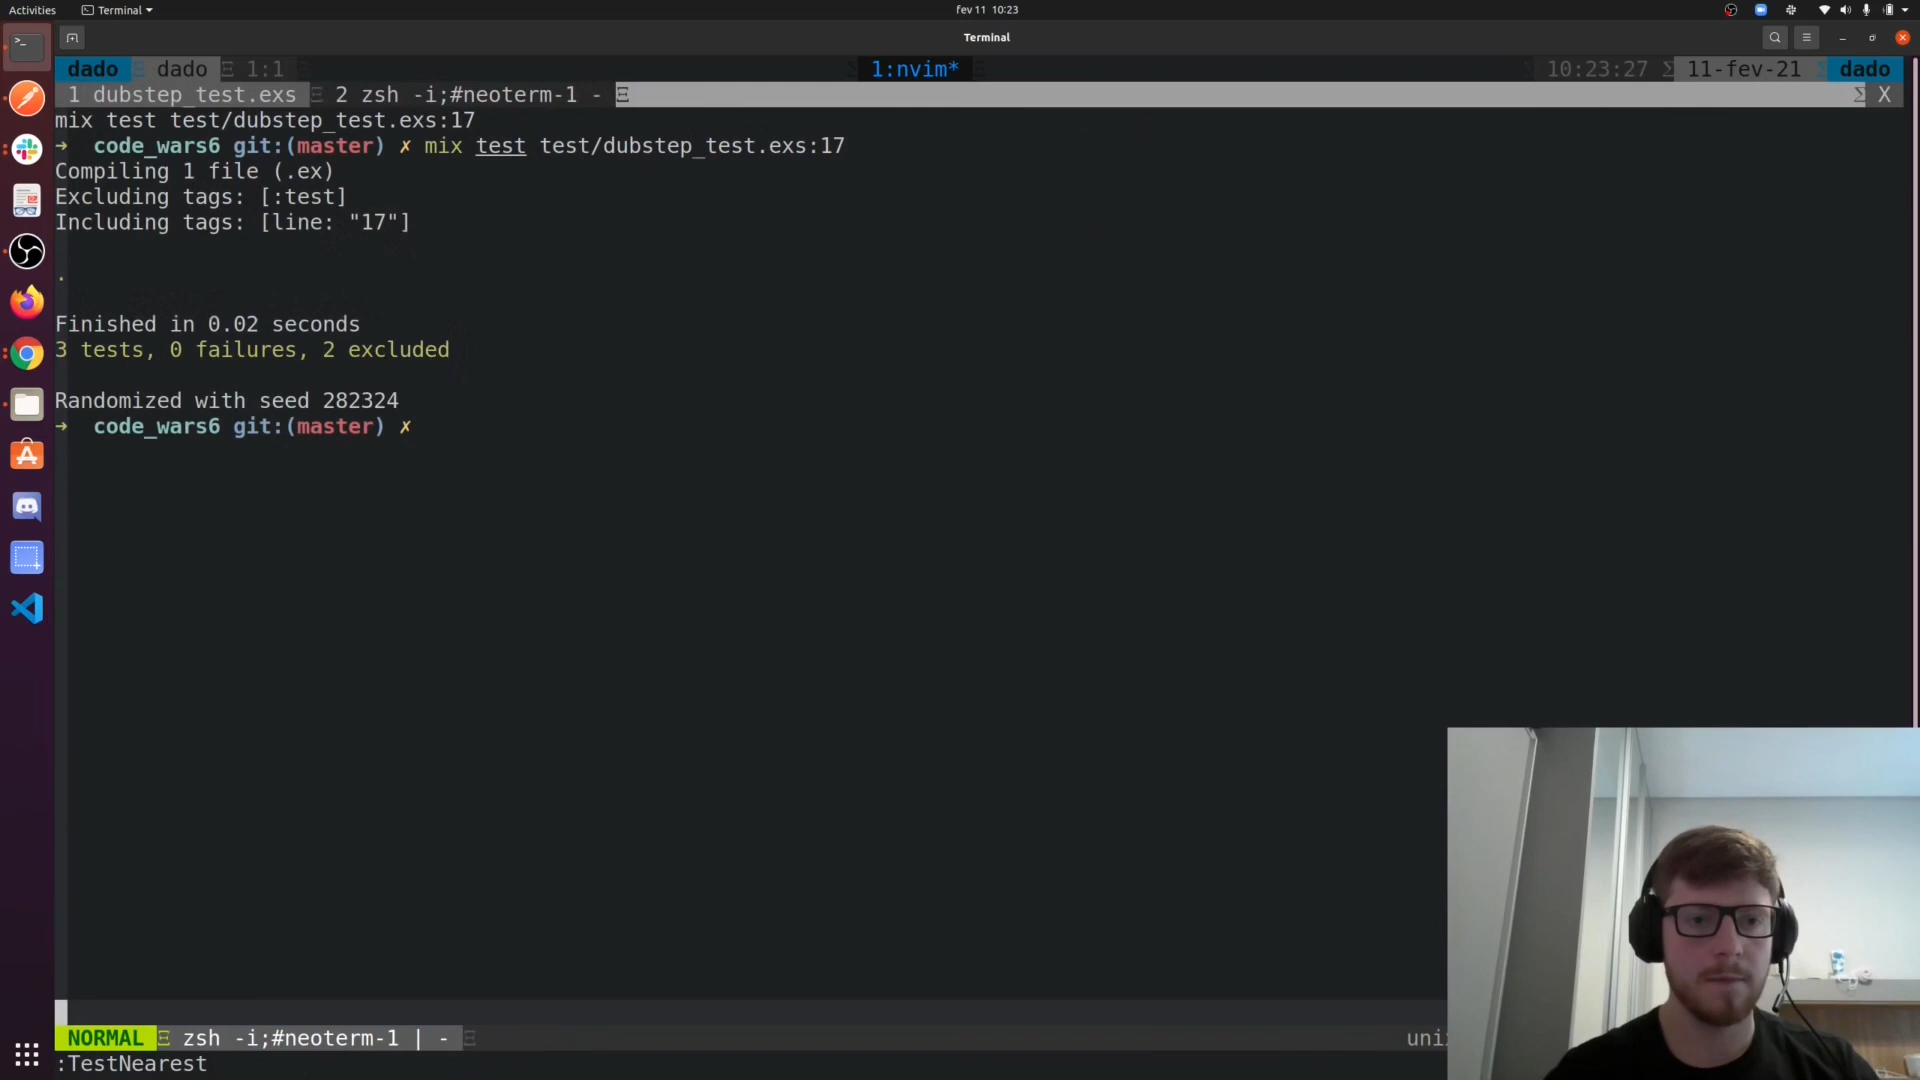 Activities
Terminal
fev 11 10:23
Terminal
dado
dado
1:1
1:nvim*
10:23:27
11-fev-21
dado
1 dubstep_test.exs
2 zsh -i;#neoterm-1 -
X
mix test test/dubstep_test.exs:17
➜ code_wars6 git:(master) ✗ mix test test/dubstep_test.exs:17
Compiling 1 file (.ex)
Excluding tags: [:test]
Including tags: [line: "17"]
.
Finished in 0.02 seconds
3 tests, 0 failures, 2 excluded
Randomized with seed 282324
➜ code_wars6 git:(master) ✗
NORMAL
zsh -i;#neoterm-1 | -
:TestNearest